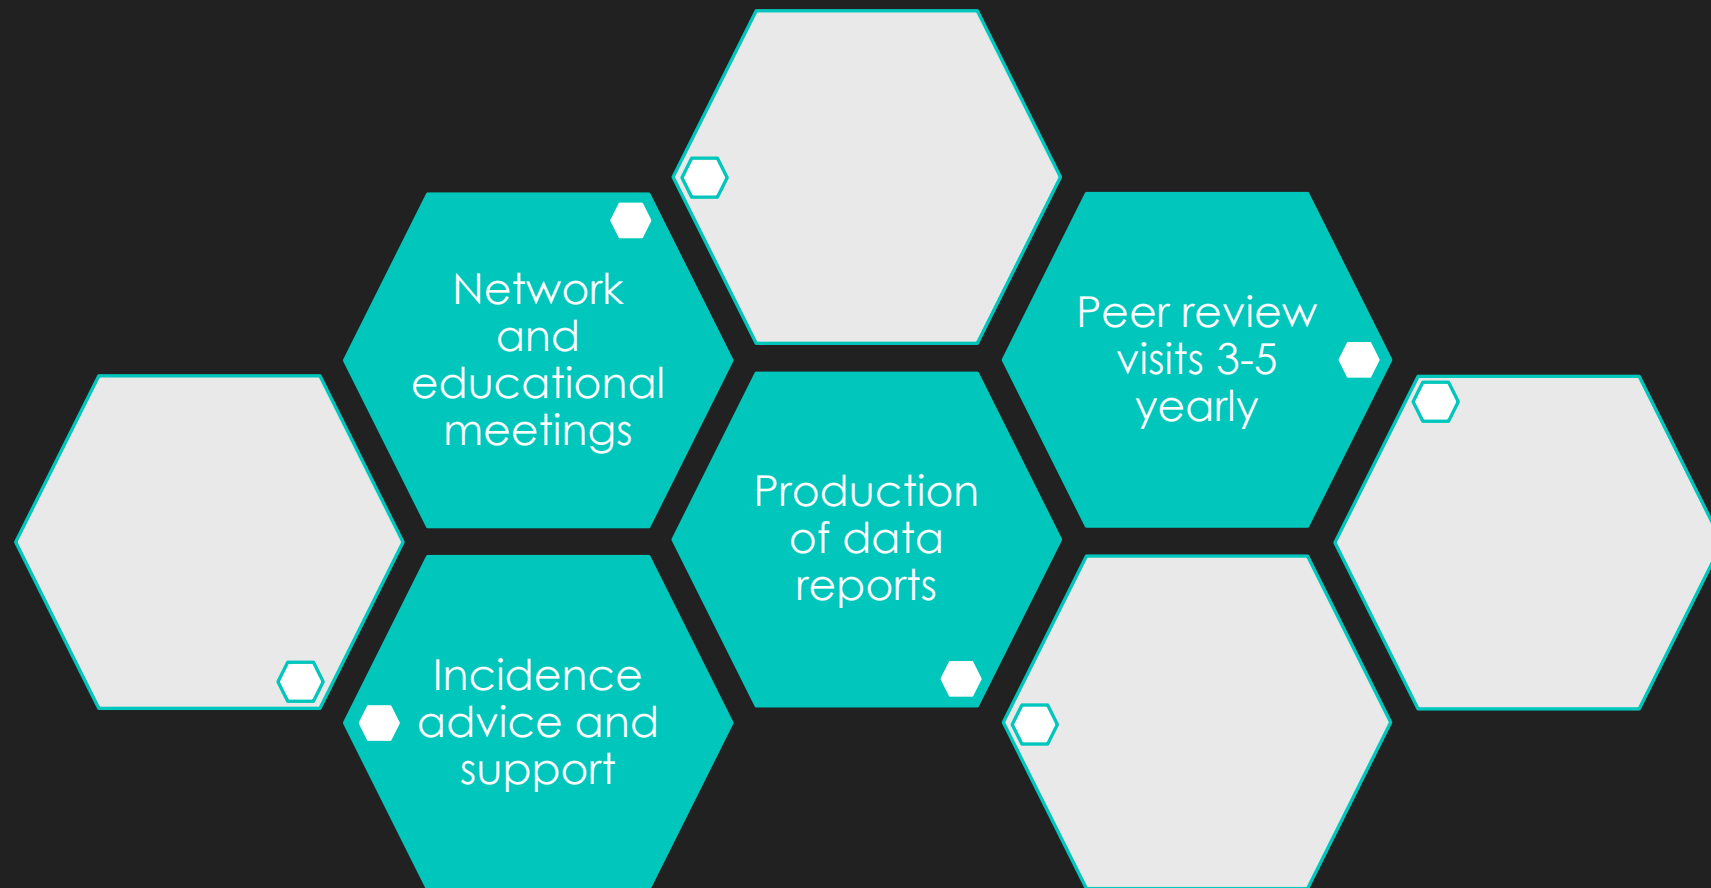 Network
and
educational
meetings
Peer review
visits 3-5
yearly
Production
of data
reports
Incidence
advice and
support